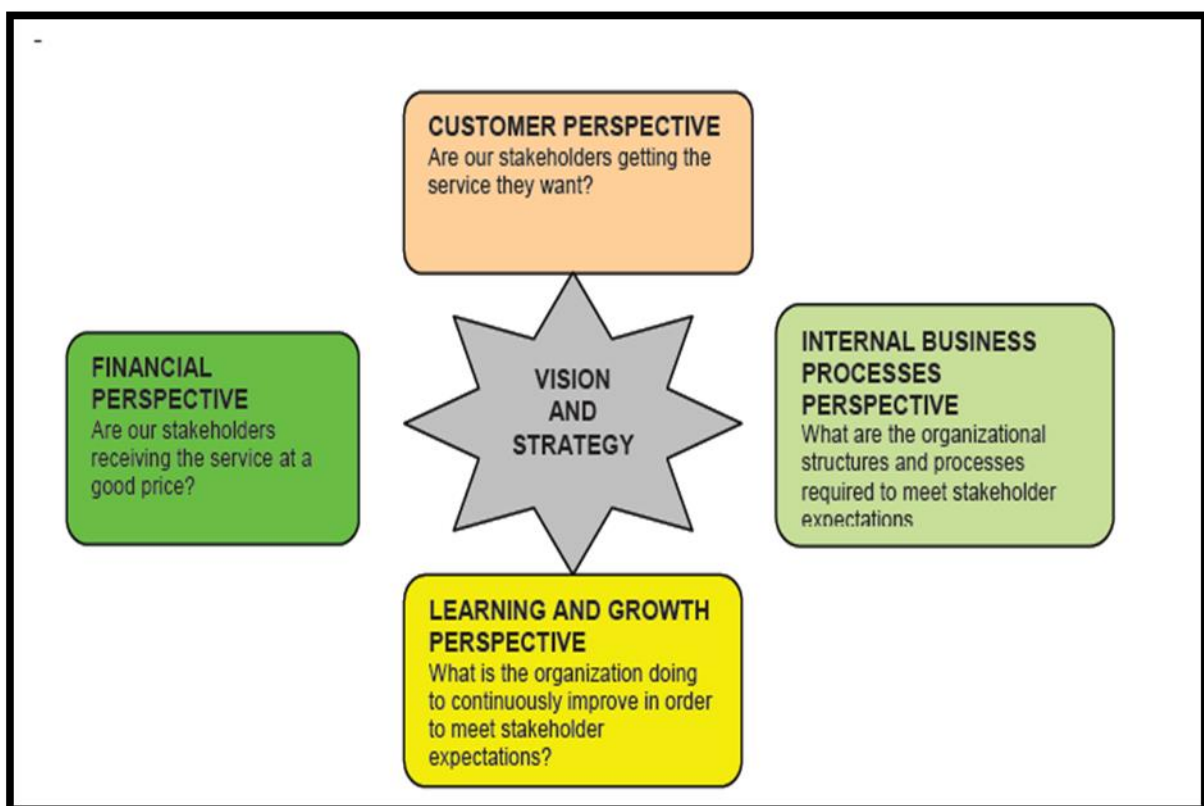 -
CUSTOMER PERSPECTIVE
Are our stakeholders getting the
service they want?
FINANCIAL
PERSPECTIVE
Are our stakeholders
receiving the service at a
good price?
VISION
AND
STRATEGY
INTERNAL BUSINESS
PROCESSES
PERSPECTIVE
What are the organizational
structures and processes
required to meet stakeholder
expectations
LEARNING AND GROWTH
PERSPECTIVE
What is the organization doing
to continuously improve in order
to meet stakeholder
expectations?